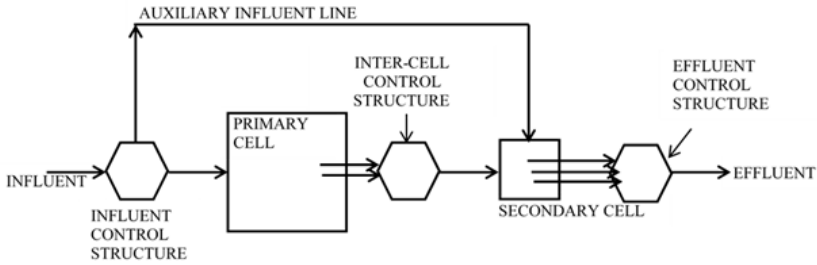 AUXILIARY INFLUENT LINE
INTER-CELL
CONTROL
STRUCTURE
EFFLUENT
CONTROL
STRUCTURE
PRIMARY
CELL
INFLUENT
EFFLUENT
INFLUENT
CONTROL
STRUCTURE
SECONDARY CELL